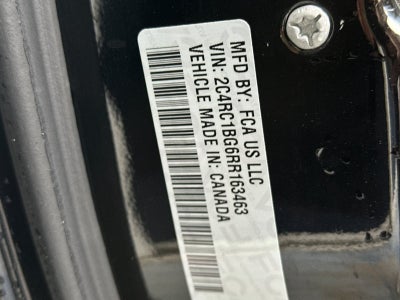 MFD BY: FCA US LLC
VIN: 2C4RC1BG6RR163463
VEHICLE MADE IN: CANADA